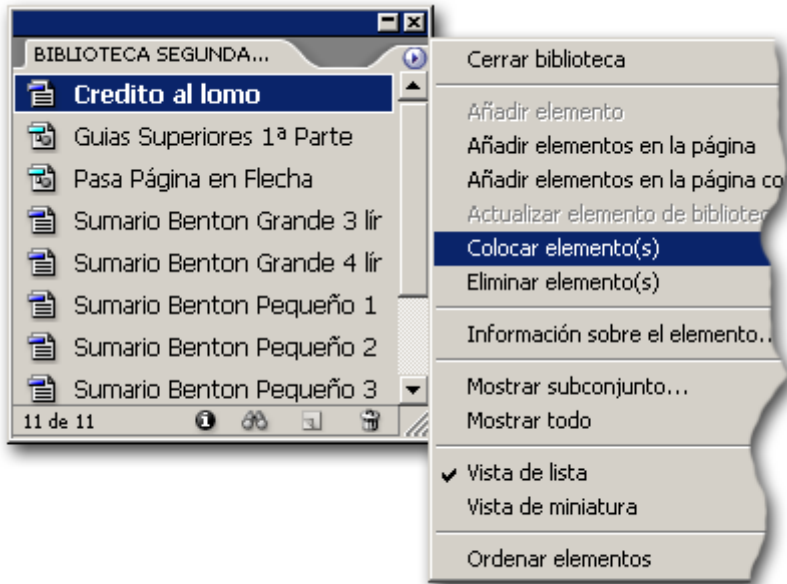 BIBLIOTECA SEGUNDA...
Credito al lomo
Guias Superiores 1ª Parte
Pasa Página en Flecha
Sumario Benton Grande 3 lír
Sumario Benton Grande 4 lír
Sumario Benton Pequeño 1
Sumario Benton Pequeño 2
Sumario Benton Pequeño 3
11 de 11
Cerrar biblioteca
Añadir elemento
Añadir elementos en la página
Añadir elementos en la página co
Actualizar elemento de bibliotec
Colocar elemento(s)
Eliminar elemento(s)
Información sobre el elemento..
Mostrar subconjunto...
Mostrar todo
Vista de lista
Vista de miniatura
Ordenar elementos